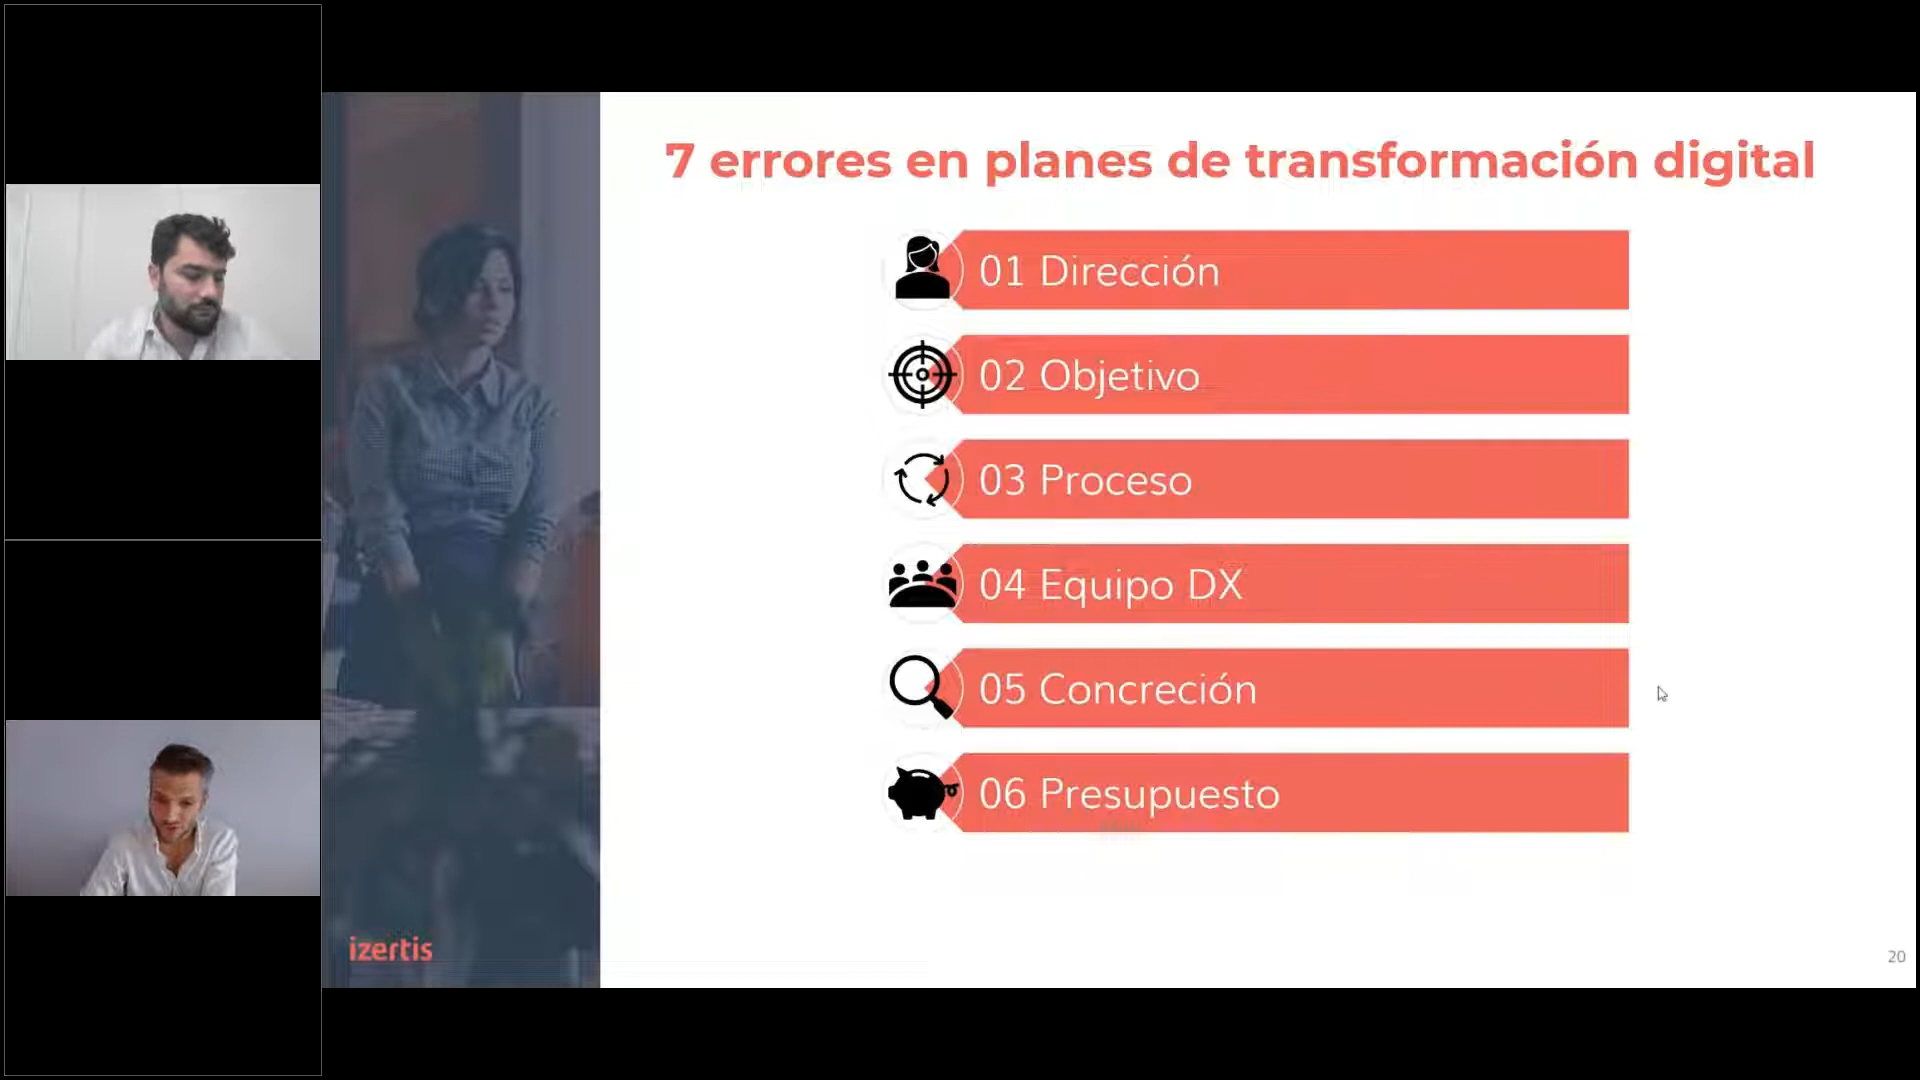 7 errores en planes de transformación digital
01 Dirección
02 Objetivo
03 Proceso
04 Equipo DX
05 Concreción
06 Presupuesto
izertis
20